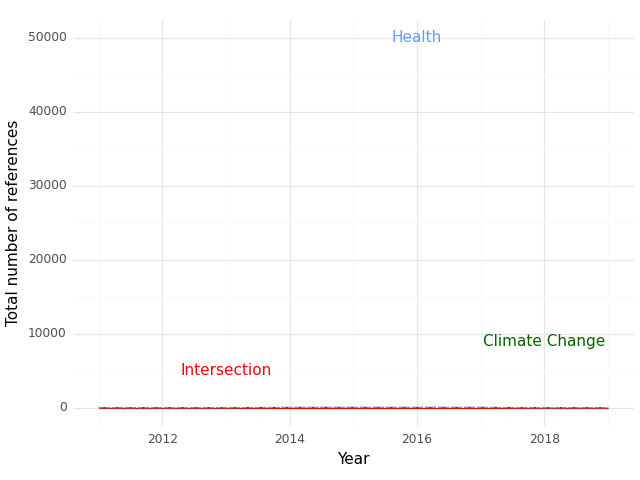 50000
40000
30000
20000
10000
0
Total number of references
Health
Climate Change
Intersection
2012
2014
2016
2018
Year